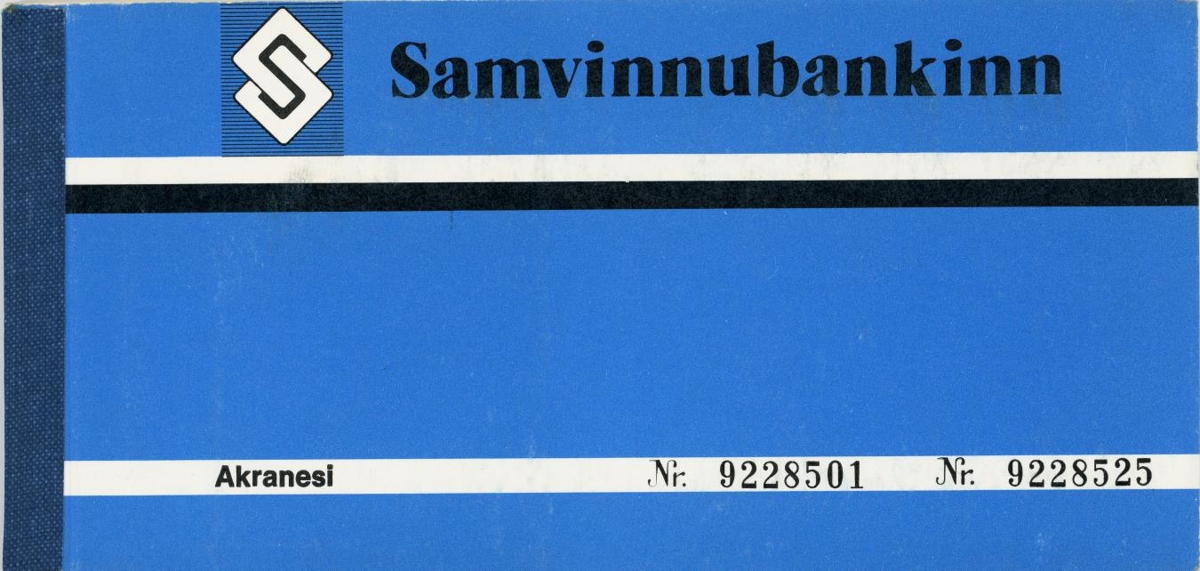 S
Samvinnubankinn
Akranesi Nr. 9228501 Nr. 9228525